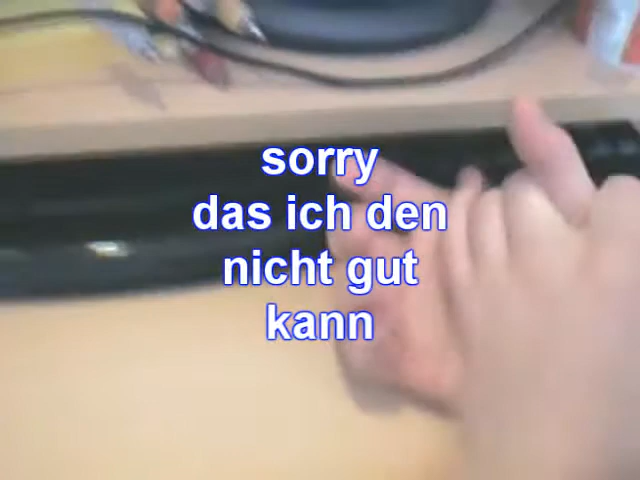 sorry
das ich den
nicht gut
kann